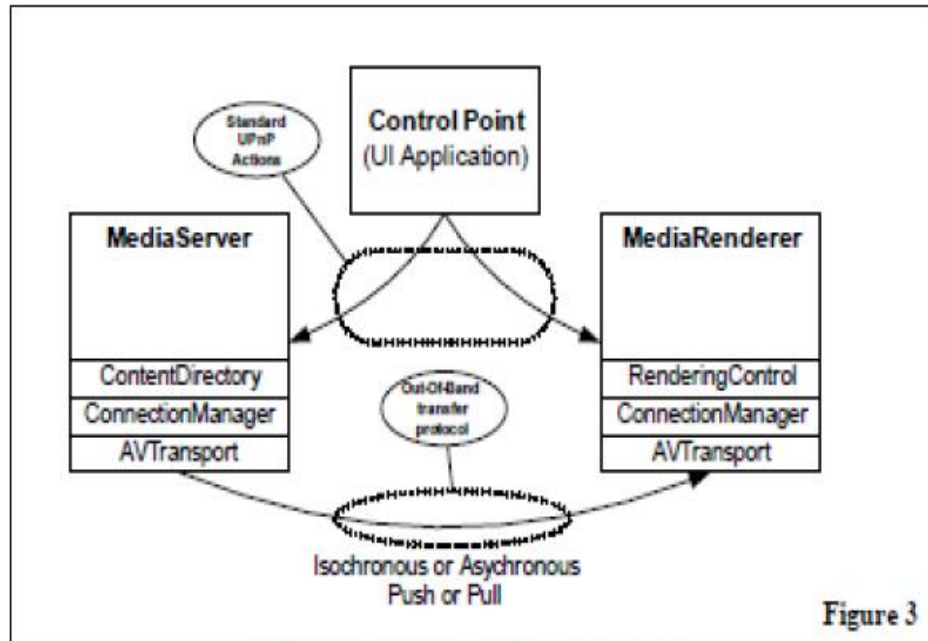 Standard
UPnP
Actions
Control Point
(UI Application)
MediaServer
ContentDirectory
ConnectionManager
AVTransport
MediaRenderer
RenderingControl
ConnectionManager
AVTransport
Out-Of-Band
transfer
protocol
Isochronous or Asychronous
Push or Pull
Figure 3